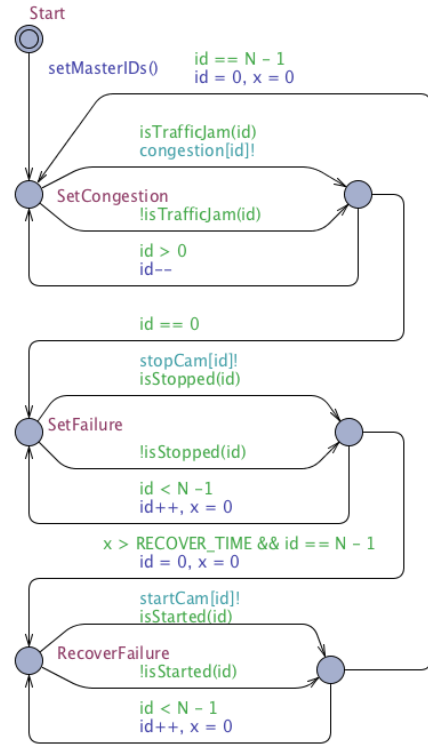 Start
setMasterIDs()
id == N - 1
id = 0, x = 0
isTrafficJam(id)
congestion[id]!
SetCongestion
!isTrafficJam(id)
id > 0
id--
id == 0
stopCam[id]!
isStopped(id)
SetFailure
!isStopped(id)
id < N -1
id++, x = 0
x > RECOVER_TIME && id == N - 1
id = 0, x = 0
startCam[id]!
isStarted(id)
RecoverFailure
!isStarted(id)
id < N -1
id++, x = 0